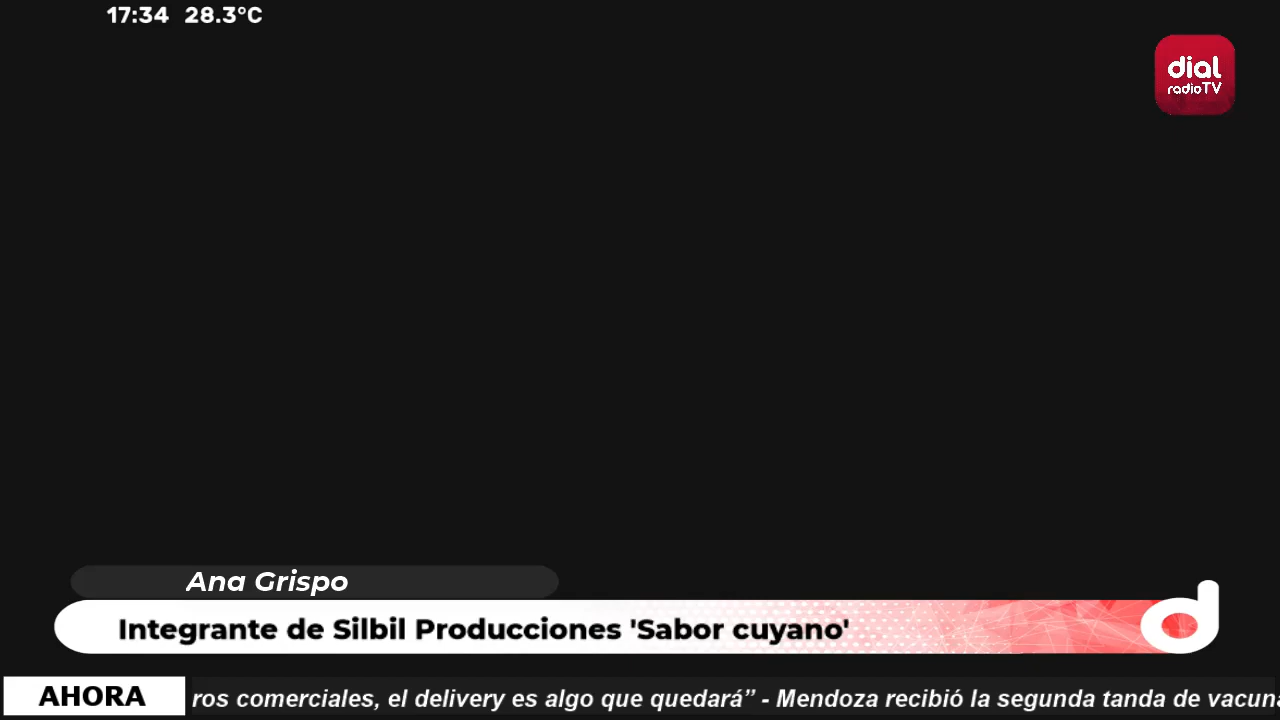 17:34 28.3°C
dial
radioTV
Ana Grispo
Integrante de Silbil Producciones 'Sabor cuyano'
AHORA
ros comerciales, el delivery es algo que quedará” - Mendoza recibió la segunda tanda de vacun